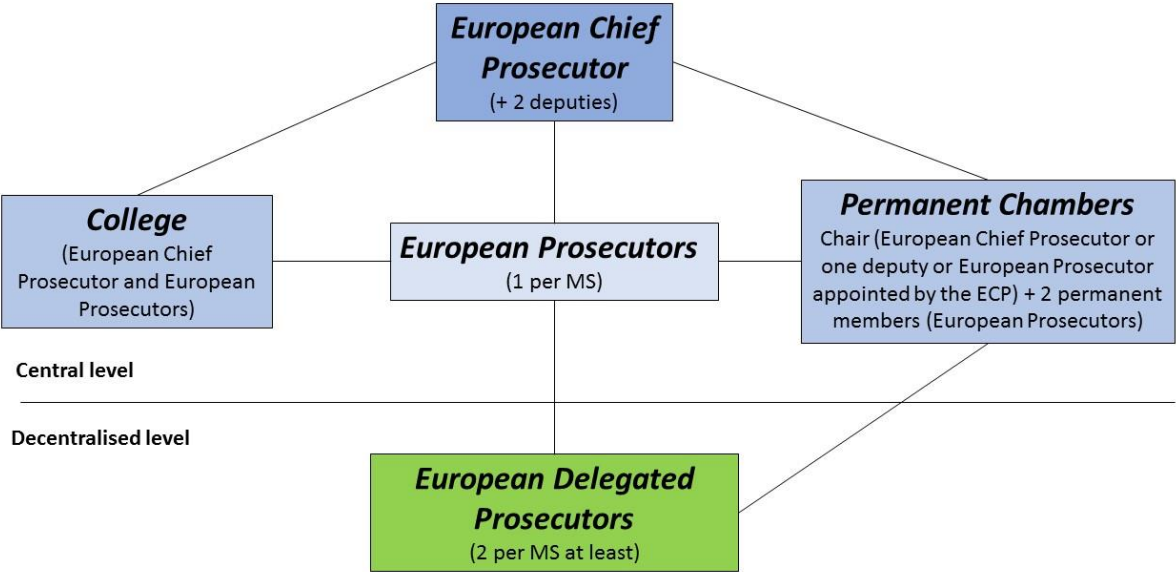 European Chief
Prosecutor
(+ 2 deputies)
College
(European Chief
Prosecutor and European
Prosecutors)
European Prosecutors
(1 per MS)
Permanent Chambers
Chair (European Chief Prosecutor or
one deputy or European Prosecutor
appointed by the ECP) + 2 permanent
members (European Prosecutors)
Central level
Decentralised level
European Delegated
Prosecutors
(2 per MS at least)